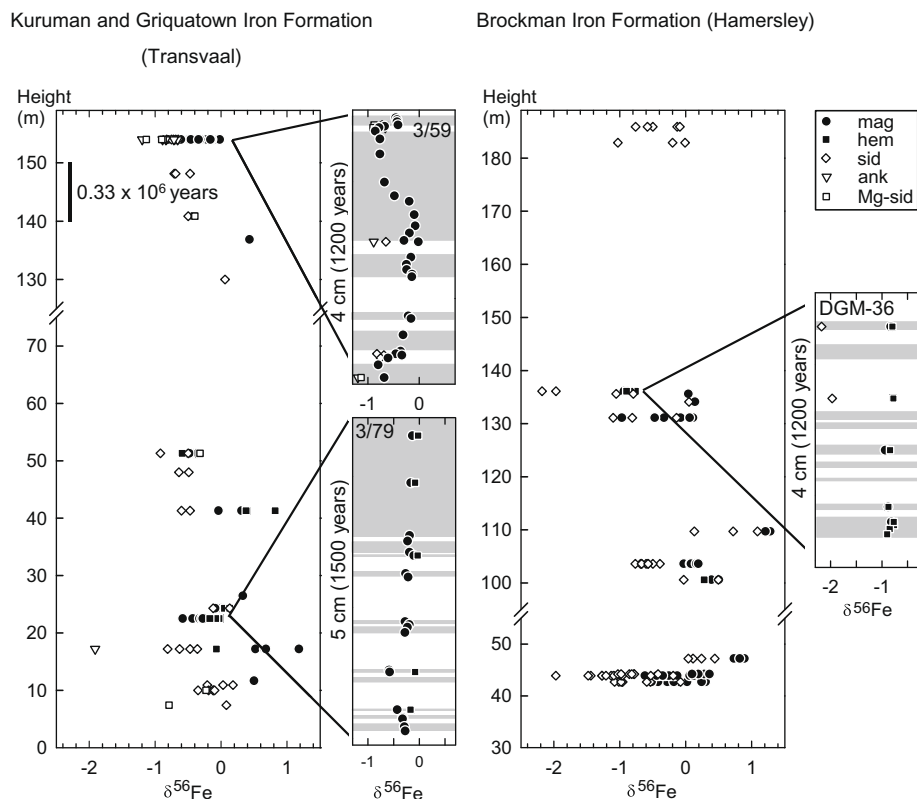 Kuruman and Griquatown Iron Formation
(Transvaal)
Brockman Iron Formation (Hamersley)
Height
(m)
150
140
130
70
60
50
40
30
20
10
0
-2
-1
0
1
δ⁵⁶Fe
0.33 x 10⁶ years
3/59
4 cm (1200 years)
-1
0
3/79
5 cm (1500 years)
-1
0
δ⁵⁶Fe
Height
(m)
180
170
160
150
140
130
120
110
100
50
40
30
-2
-1
0
1
δ⁵⁶Fe
mag
hem
sid
ank
Mg-sid
DGM-36
4 cm (1200 years)
-2
-1
0
δ⁵⁶Fe